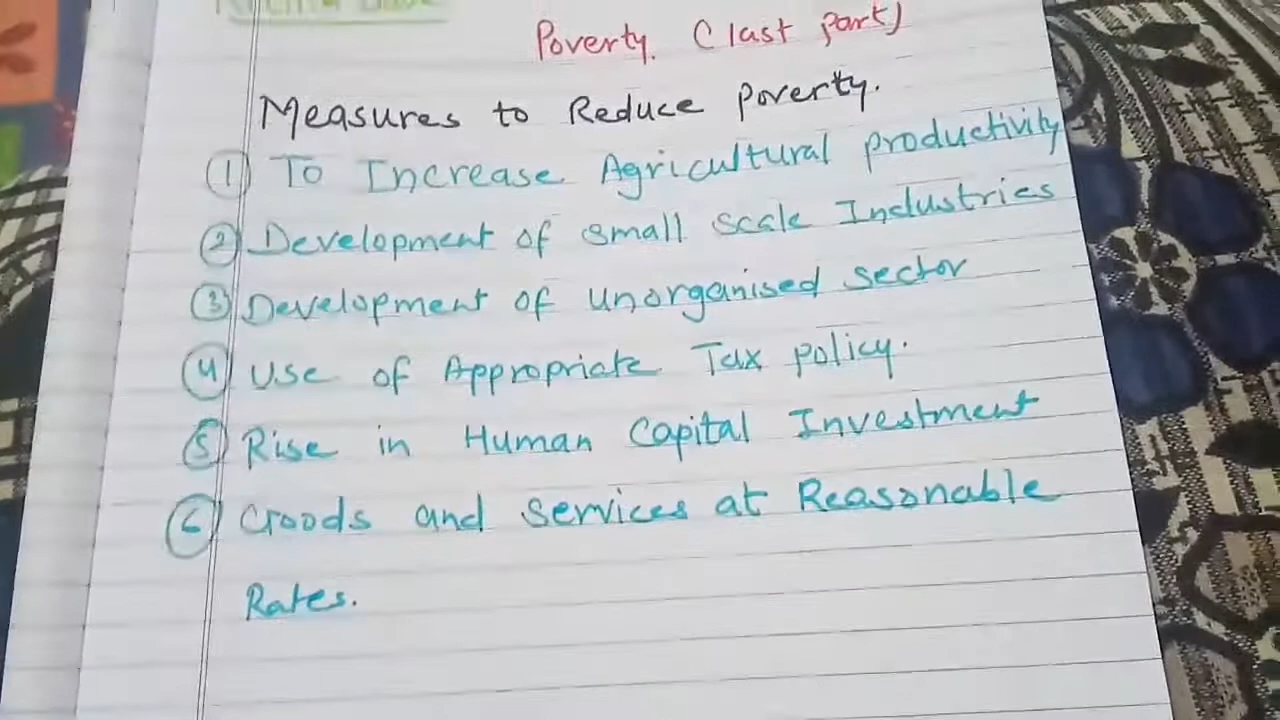 Poverty. (last part)
Measures to Reduce poverty.
① To Increase Agricultural productivity
② Development of small scale Industries
③ Development of unorganised sector
④ Use of Appropriate Tax policy.
⑤ Rise in Human Capital Investment
⑥ Goods and services at Reasonable
Rates.